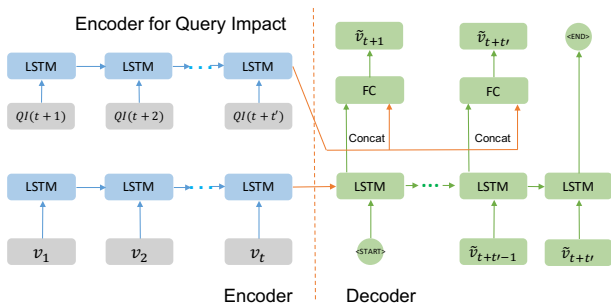 Encoder for Query Impact
ṽ_{t+1} ṽ_{t+t′} <END>
LSTM LSTM ... LSTM
FC FC
QI(t + 1) QI(t + 2) QI(t + t′)
Concat Concat
LSTM LSTM ... LSTM LSTM ... LSTM LSTM
v_1 v_2 v_t <START> ṽ_{t+t′−1} ṽ_{t+t′}
Encoder Decoder